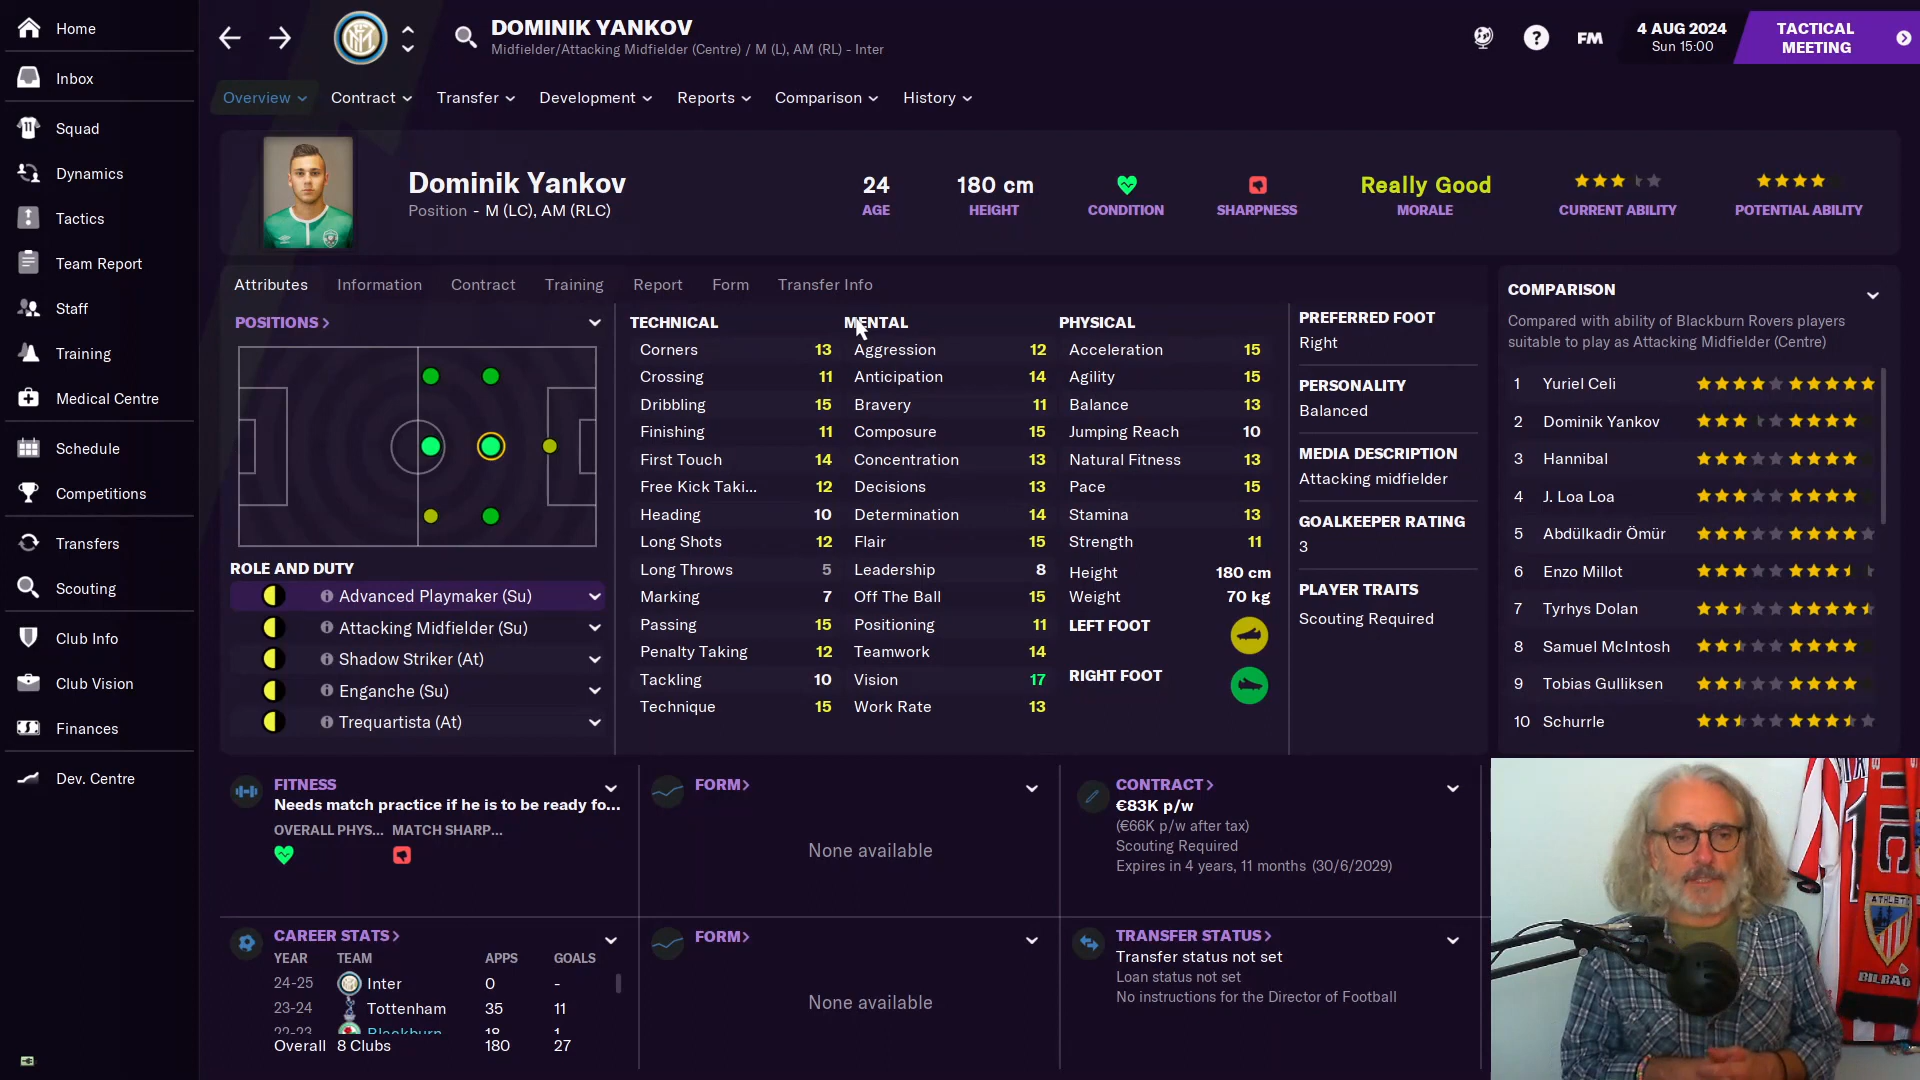 Home
Inbox
Squad
Dynamics
Tactics
Team Report
Staff
Training
Medical Centre
Schedule
Competitions
Transfers
Scouting
Club Info
Club Vision
Finances
Dev. Centre
DOMINIK YANKOV
Midfielder/Attacking Midfielder (Centre) / M (L), AM (RL) - Inter
FM
4 AUG 2024
Sun 15:00
TACTICAL
MEETING
Overview Contract Transfer Development Reports Comparison History
Dominik Yankov
Position - M (LC), AM (RLC)
24
AGE
180 cm
HEIGHT
CONDITION
SHARPNESS
Really Good
MORALE
CURRENT ABILITY
POTENTIAL ABILITY
Attributes Information Contract Training Report Form Transfer Info
POSITIONS >
ROLE AND DUTY
Advanced Playmaker (Su)
Attacking Midfielder (Su)
Shadow Striker (At)
Enganche (Su)
Trequartista (At)
TECHNICAL
Corners 13
Crossing 11
Dribbling 15
Finishing 11
First Touch 14
Free Kick Taki... 12
Heading 10
Long Shots 12
Long Throws 5
Marking 7
Passing 15
Penalty Taking 12
Tackling 10
Technique 15
MENTAL
Aggression 12
Anticipation 14
Bravery 11
Composure 15
Concentration 13
Decisions 13
Determination 14
Flair 15
Leadership 8
Off The Ball 15
Positioning 11
Teamwork 14
Vision 17
Work Rate 13
PHYSICAL
Acceleration 15
Agility 15
Balance 13
Jumping Reach 10
Natural Fitness 13
Pace 15
Stamina 13
Strength 11
Height 180 cm
Weight 70 kg
LEFT FOOT
RIGHT FOOT
PREFERRED FOOT
Right
PERSONALITY
Balanced
MEDIA DESCRIPTION
Attacking midfielder
GOALKEEPER RATING
3
PLAYER TRAITS
Scouting Required
COMPARISON
Compared with ability of Blackburn Rovers players
suitable to play as Attacking Midfielder (Centre)
1 Yuriel Celi
2 Dominik Yankov
3 Hannibal
4 J. Loa Loa
5 Abdülkadir Ömür
6 Enzo Millot
7 Tyrhys Dolan
8 Samuel McIntosh
9 Tobias Gulliksen
10 Schurrle
FITNESS
Needs match practice if he is to be ready fo...
OVERALL PHYS... MATCH SHARP...
FORM >
None available
CONTRACT >
€83K p/w
(€66K p/w after tax)
Scouting Required
Expires in 4 years, 11 months (30/6/2029)
CAREER STATS >
YEAR TEAM APPS GOALS
24-25 Inter 0 -
23-24 Tottenham 35 11
22-23 Blackburn 18 1
Overall 8 Clubs 180 27
FORM >
None available
TRANSFER STATUS >
Transfer status not set
Loan status not set
No instructions for the Director of Football
ATHLETIC
BILBAO